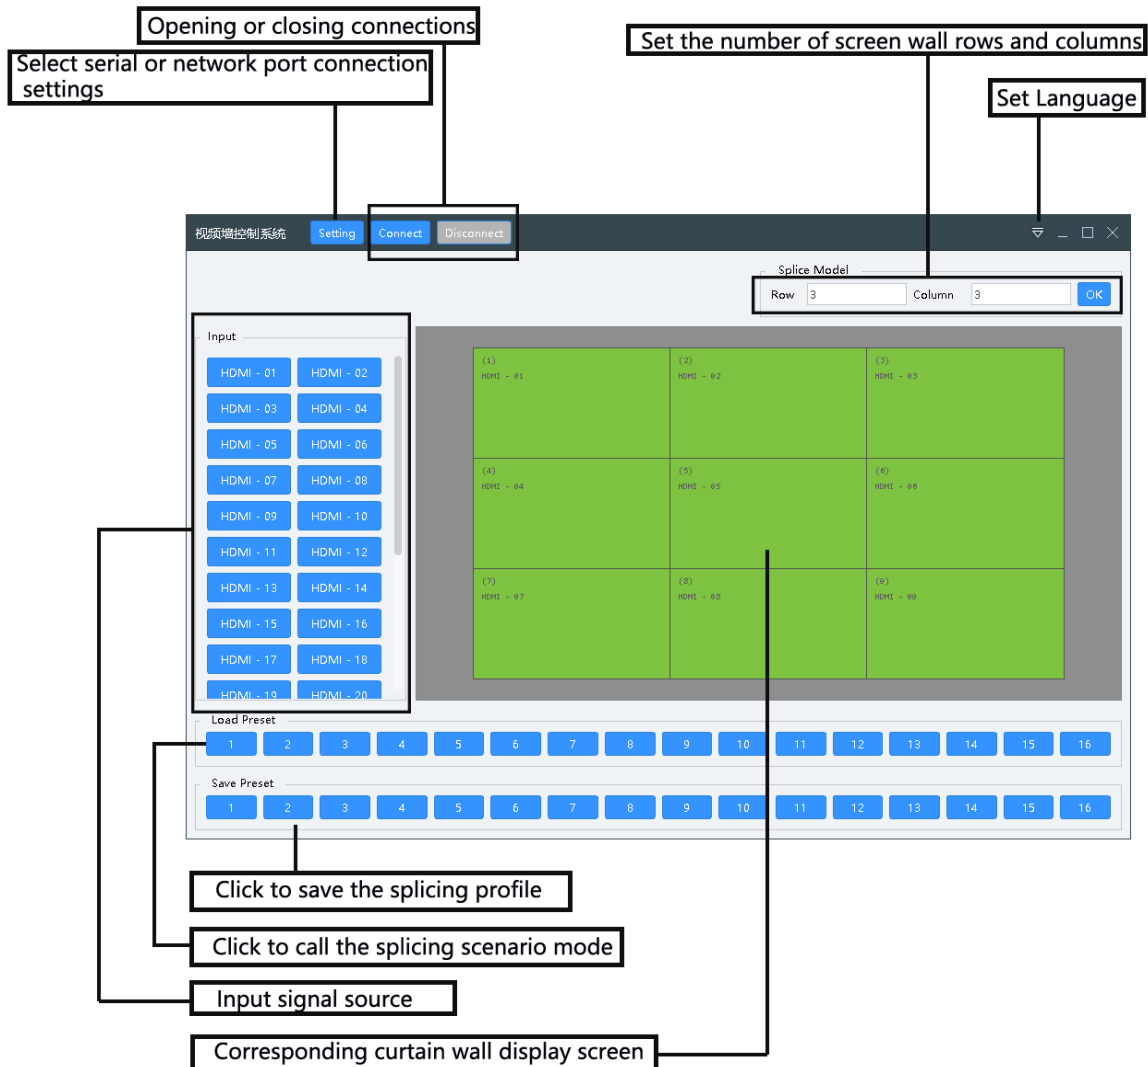 Opening or closing connections
Set the number of screen wall rows and columns
Select serial or network port connection
settings
Set Language
视频墙控制系统 Setting Connect Disconnect
Splice Model
Row 3 Column 3 OK
Input
HDMI - 01 HDMI - 02
HDMI - 03 HDMI - 04
HDMI - 05 HDMI - 06
HDMI - 07 HDMI - 08
HDMI - 09 HDMI - 10
HDMI - 11 HDMI - 12
HDMI - 13 HDMI - 14
HDMI - 15 HDMI - 16
HDMI - 17 HDMI - 18
HDMI - 19 HDMI - 20
(1) (2) (3)
HDMI - 01 HDMI - 02 HDMI - 03
(4) (5) (6)
HDMI - 04 HDMI - 05 HDMI - 06
(7) (8) (9)
HDMI - 07 HDMI - 08 HDMI - 09
Load Preset
1 2 3 4 5 6 7 8 9 10 11 12 13 14 15 16
Save Preset
1 2 3 4 5 6 7 8 9 10 11 12 13 14 15 16
Click to save the splicing profile
Click to call the splicing scenario mode
Input signal source
Corresponding curtain wall display screen